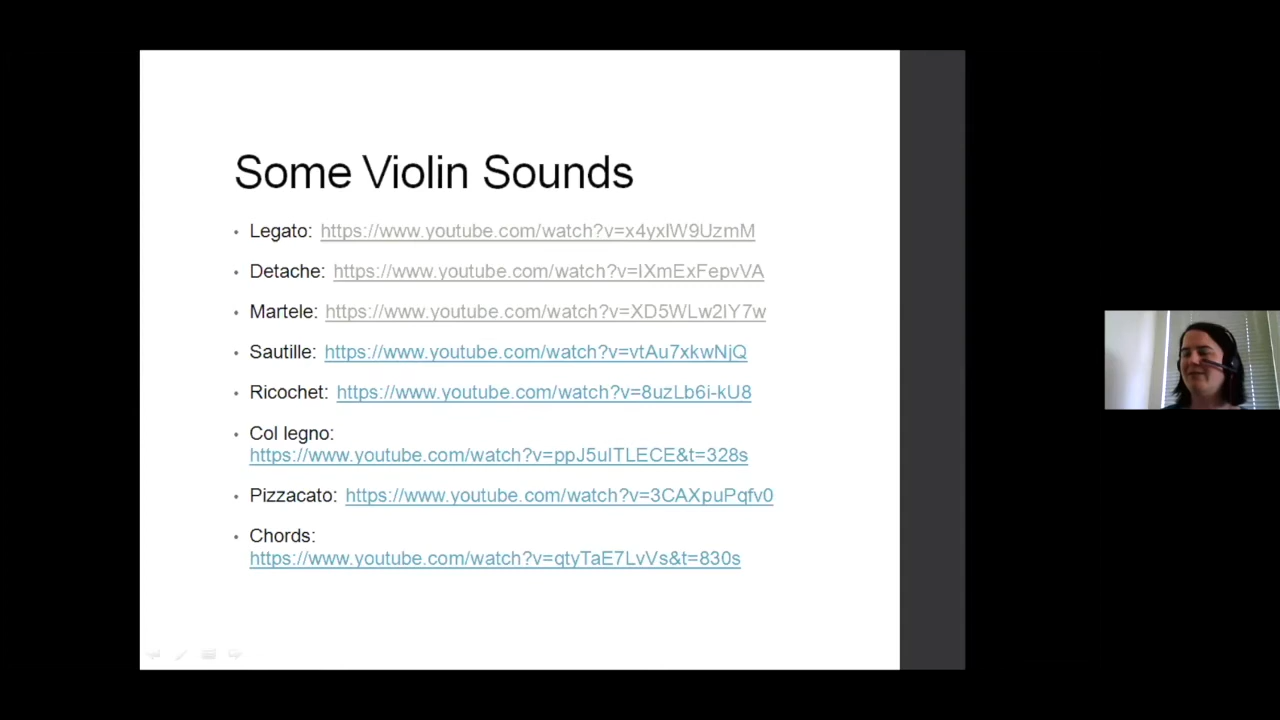 Some Violin Sounds
• Legato: https://www.youtube.com/watch?v=x4yxlW9UzmM
• Detache: https://www.youtube.com/watch?v=IXmExFepvVA
• Martele: https://www.youtube.com/watch?v=XD5WLw2lY7w
• Sautille: https://www.youtube.com/watch?v=vtAu7xkwNjQ
• Ricochet: https://www.youtube.com/watch?v=8uzLb6i-kU8
• Col legno:
https://www.youtube.com/watch?v=ppJ5uITLECE&t=328s
• Pizzacato: https://www.youtube.com/watch?v=3CAXpuPqfv0
• Chords:
https://www.youtube.com/watch?v=qtyTaE7LvVs&t=830s